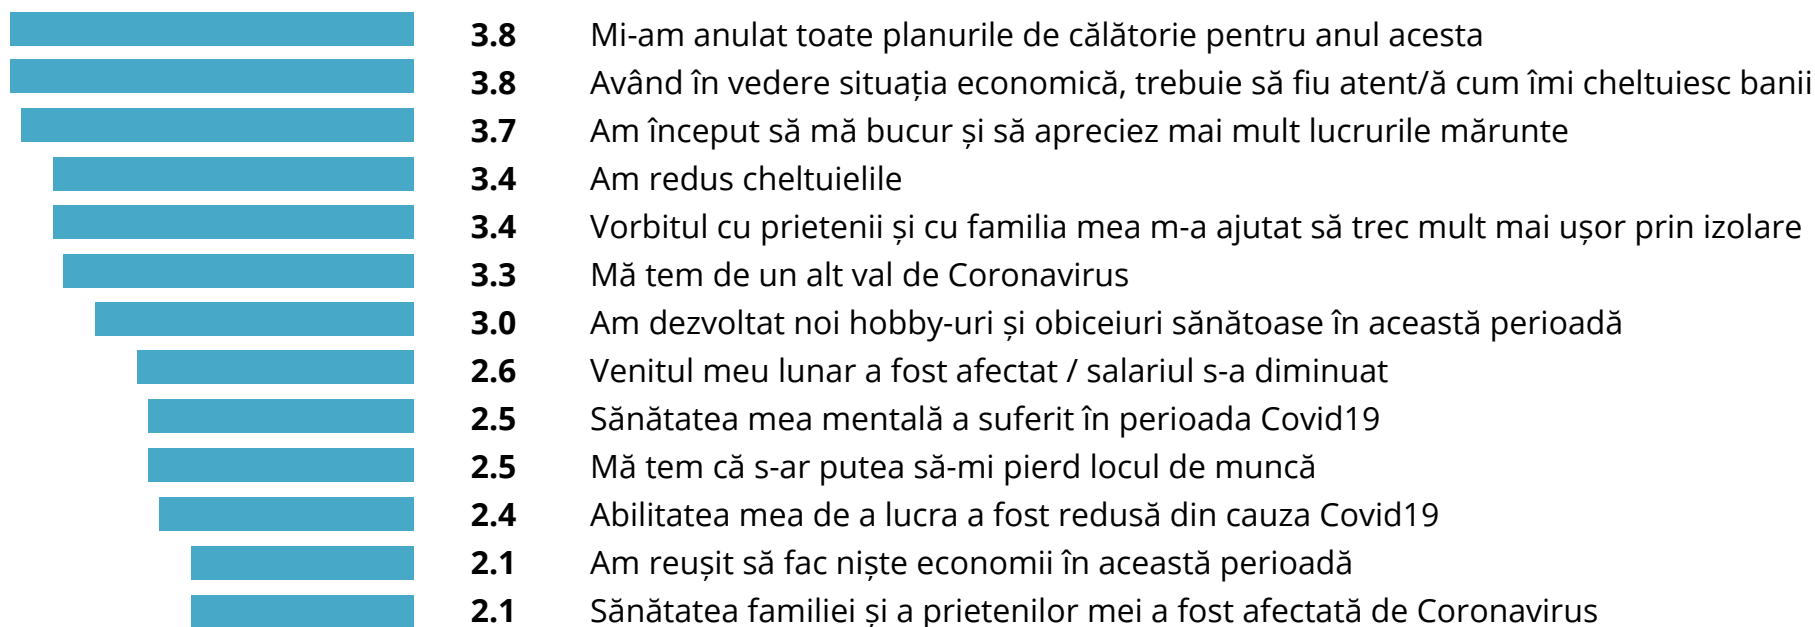 3.8 Mi-am anulat toate planurile de călătorie pentru anul acesta
3.8 Având în vedere situația economică, trebuie să fiu atent/ă cum îmi cheltuiesc banii
3.7 Am început să mă bucur și să apreciez mai mult lucrurile mărunte
3.4 Am redus cheltuielile
3.4 Vorbitul cu prietenii și cu familia mea m-a ajutat să trec mult mai ușor prin izolare
3.3 Mă tem de un alt val de Coronavirus
3.0 Am dezvoltat noi hobby-uri și obiceiuri sănătoase în această perioadă
2.6 Venitul meu lunar a fost afectat / salariul s-a diminuat
2.5 Sănătatea mea mentală a suferit în perioada Covid19
2.5 Mă tem că s-ar putea să-mi pierd locul de muncă
2.4 Abilitatea mea de a lucra a fost redusă din cauza Covid19
2.1 Am reușit să fac niște economii în această perioadă
2.1 Sănătatea familiei și a prietenilor mei a fost afectată de Coronavirus